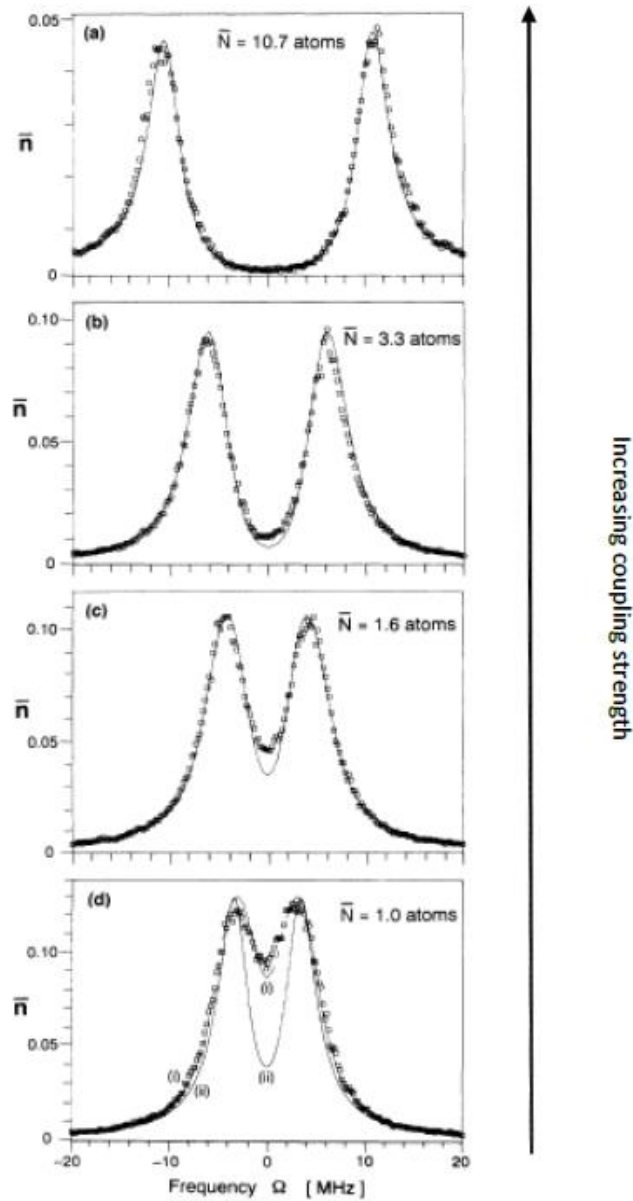 (a)
N̄ = 10.7 atoms
0.05
n̄
0
(b)
N̄ = 3.3 atoms
0.10
n̄
0.05
0
(c)
N̄ = 1.6 atoms
0.10
n̄
0.05
0
(d)
N̄ = 1.0 atoms
0.10
n̄
(i)
0.05
(i)
(ii)
(ii)
0
-20 -10 0 10 20
Frequency Ω [MHz]
Increasing coupling strength